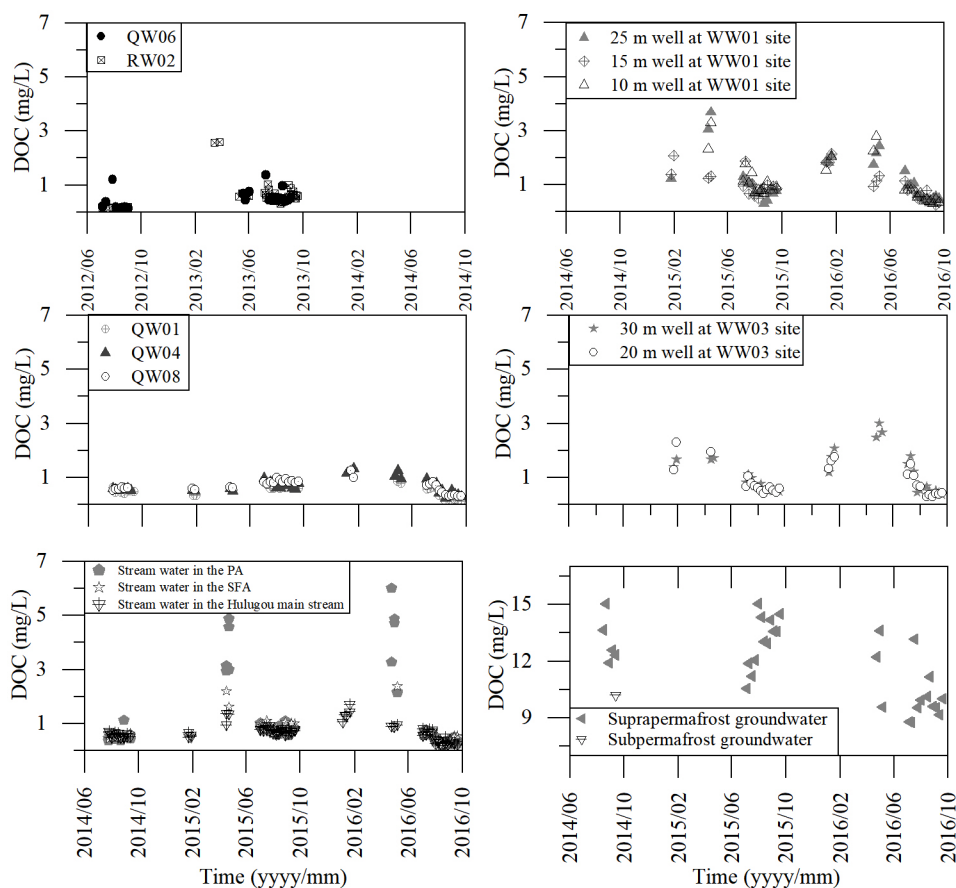 7
5
3
1
DOC (mg/L)
QW06
RW02
2012/06
2012/10
2013/02
2013/06
2013/10
2014/02
2014/06
2014/10
7
5
3
1
DOC (mg/L)
25 m well at WW01 site
15 m well at WW01 site
10 m well at WW01 site
2014/06
2014/10
2015/02
2015/06
2015/10
2016/02
2016/06
2016/10
7
5
3
1
DOC (mg/L)
QW01
QW04
QW08
7
5
3
1
DOC (mg/L)
30 m well at WW03 site
20 m well at WW03 site
7
5
3
1
DOC (mg/L)
Stream water in the PA
Stream water in the SFA
Stream water in the Hulugou main stream
2014/06
2014/10
2015/02
2015/06
2015/10
2016/02
2016/06
2016/10
Time (yyyy/mm)
15
12
9
DOC (mg/L)
Suprapermafrost groundwater
Subpermafrost groundwater
2014/06
2014/10
2015/02
2015/06
2015/10
2016/02
2016/06
2016/10
Time (yyyy/mm)